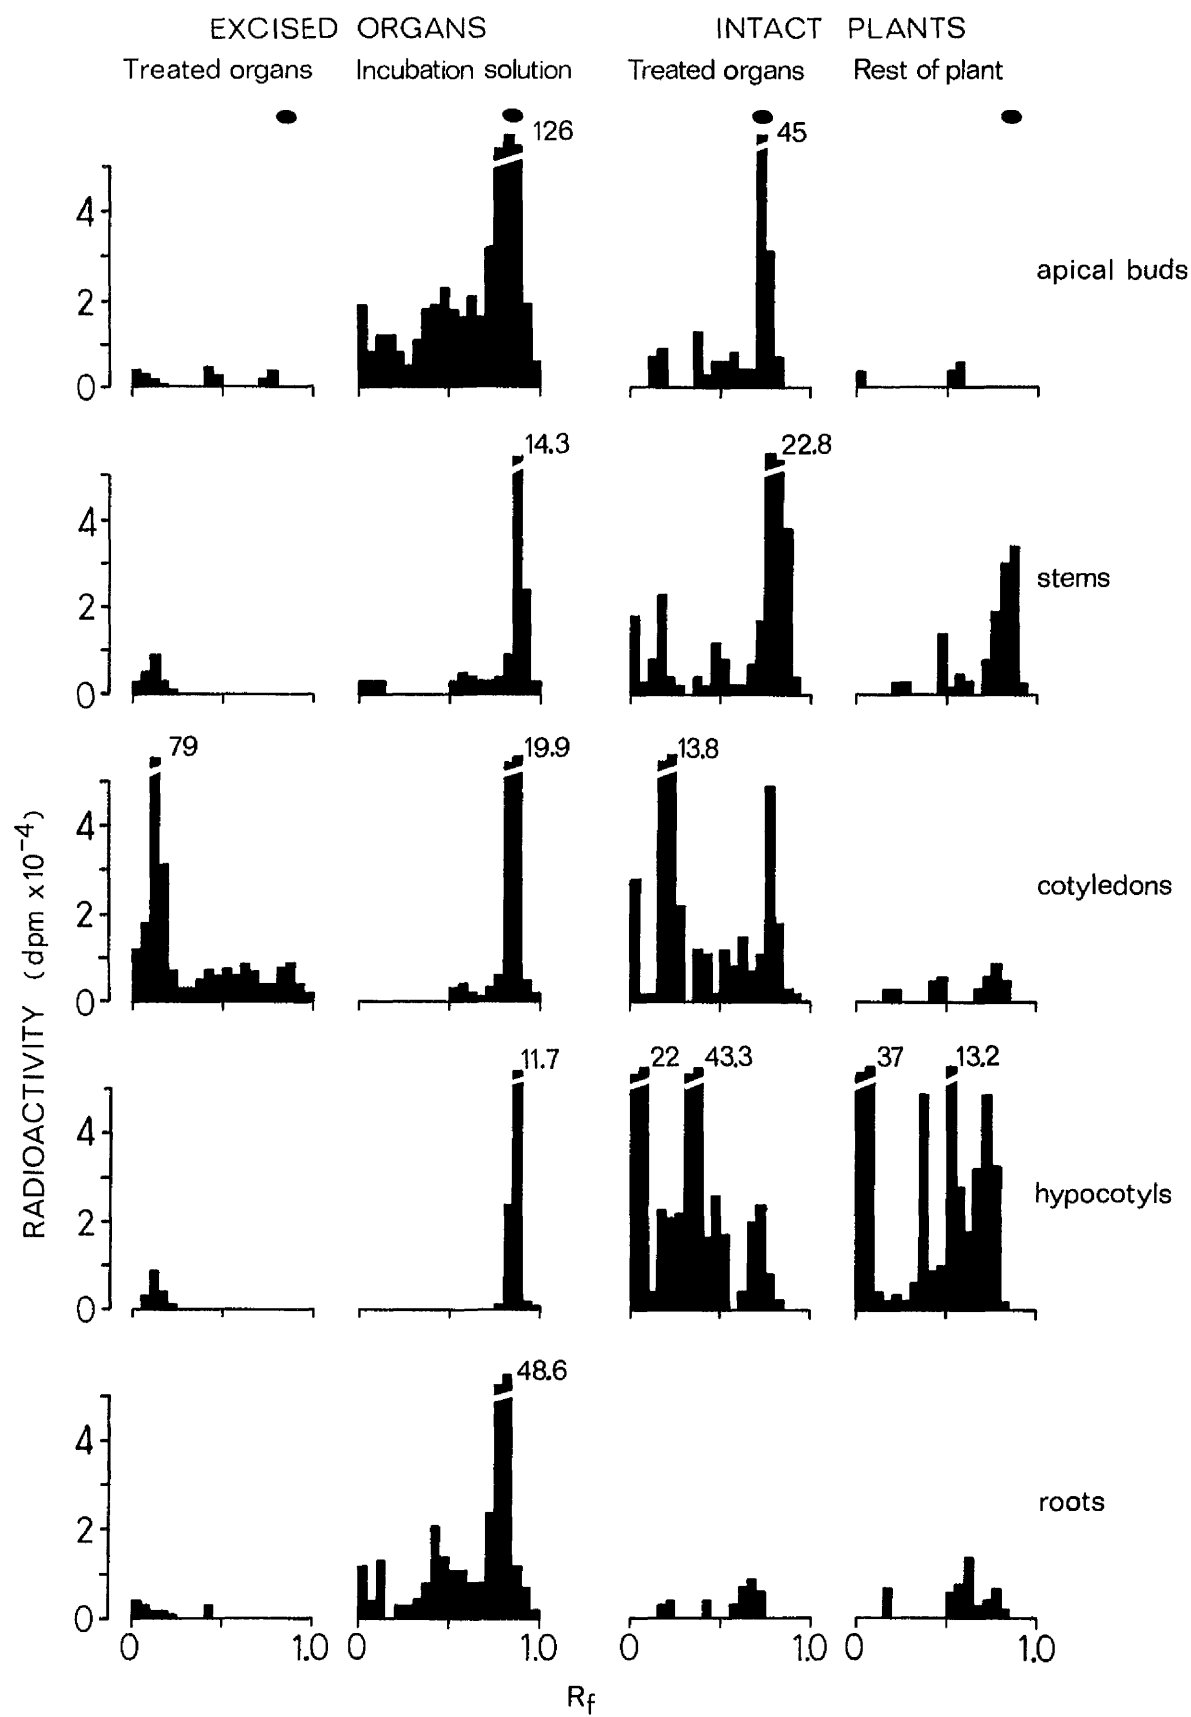 EXCISED ORGANS INTACT PLANTS
Treated organs Incubation solution Treated organs Rest of plant
126 45
4
2
0
apical buds
14.3 22.8
4
2
0
stems
79 19.9 13.8
4
2
0
cotyledons
11.7 22 43.3 37 13.2
4
2
0
hypocotyls
48.6
4
2
0
roots
0 1.0 0 1.0 0 1.0 0 1.0
Rf
RADIOACTIVITY (dpm x10⁻⁴)